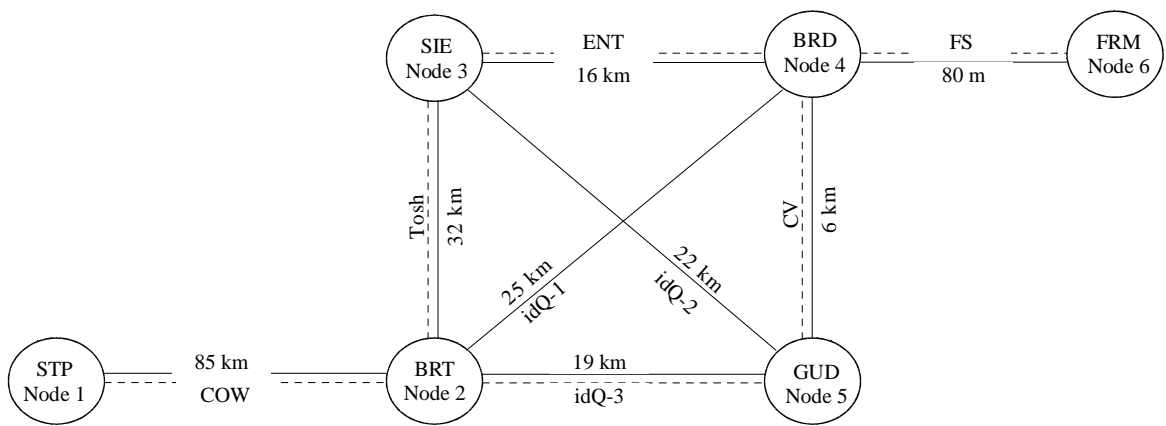 SIE
Node 3
ENT
16 km
BRD
Node 4
FS
80 m
FRM
Node 6
Tosh
32 km
CV
6 km
25 km
idQ-1
22 km
idQ-2
STP
Node 1
85 km
COW
BRT
Node 2
19 km
idQ-3
GUD
Node 5